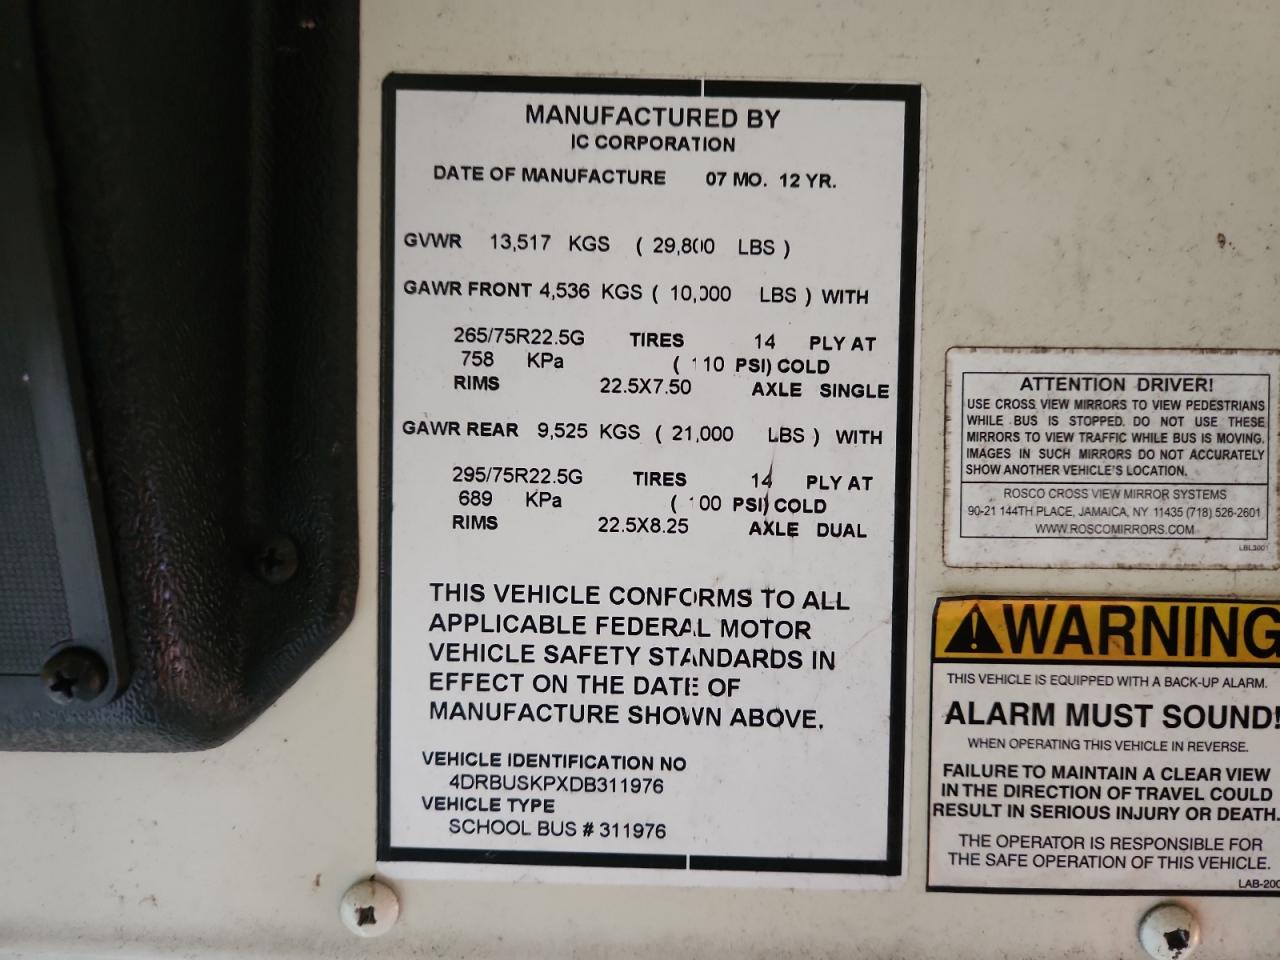 MANUFACTURED BY
IC CORPORATION
DATE OF MANUFACTURE 07 MO. 12 YR.
GVWR 13,517 KGS ( 29,800 LBS )
GAWR FRONT 4,536 KGS ( 10,000 LBS ) WITH
265/75R22.5G TIRES 14 PLY AT
758 KPa ( 110 PSI) COLD
RIMS 22.5X7.50 AXLE SINGLE
GAWR REAR 9,525 KGS ( 21,000 LBS ) WITH
295/75R22.5G TIRES 14 PLY AT
689 KPa ( 100 PSI) COLD
RIMS 22.5X8.25 AXLE DUAL
THIS VEHICLE CONFORMS TO ALL
APPLICABLE FEDERAL MOTOR
VEHICLE SAFETY STANDARDS IN
EFFECT ON THE DATE OF
MANUFACTURE SHOWN ABOVE.
VEHICLE IDENTIFICATION NO
4DRBUSKPXDB311976
VEHICLE TYPE
SCHOOL BUS # 311976
ATTENTION DRIVER!
USE CROSS VIEW MIRRORS TO VIEW PEDESTRIANS
WHILE BUS IS STOPPED. DO NOT USE THESE
MIRRORS TO VIEW TRAFFIC WHILE BUS IS MOVING.
IMAGES IN SUCH MIRRORS DO NOT ACCURATELY
SHOW ANOTHER VEHICLE'S LOCATION.
ROSCO CROSS VIEW MIRROR SYSTEMS
90-21 144TH PLACE, JAMAICA, NY 11435 (718) 526-2601
WWW.ROSCOMIRRORS.COM
LBL3001
WARNING
THIS VEHICLE IS EQUIPPED WITH A BACK-UP ALARM.
ALARM MUST SOUND!
WHEN OPERATING THIS VEHICLE IN REVERSE.
FAILURE TO MAINTAIN A CLEAR VIEW
IN THE DIRECTION OF TRAVEL COULD
RESULT IN SERIOUS INJURY OR DEATH.
THE OPERATOR IS RESPONSIBLE FOR
THE SAFE OPERATION OF THIS VEHICLE.
LAB-200